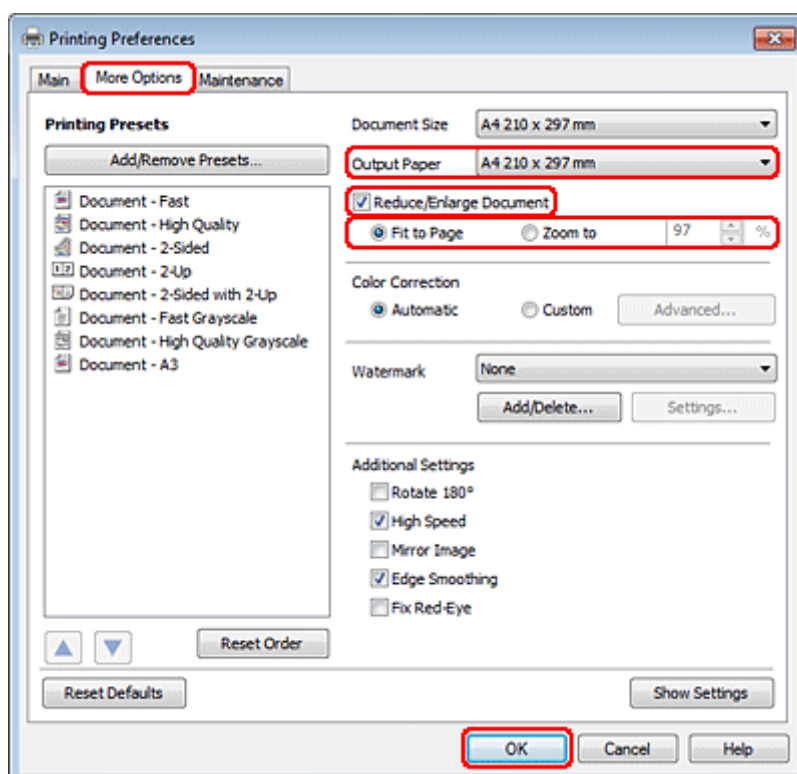 Printing Preferences
Main
More Options
Maintenance
Printing Presets
Add/Remove Presets...
Document - Fast
Document - High Quality
Document - 2-Sided
Document - 2-Up
Document - 2-Sided with 2-Up
Document - Fast Grayscale
Document - High Quality Grayscale
Document - A3
Reset Order
Document Size
A4 210 x 297 mm
Output Paper
A4 210 x 297 mm
Reduce/Enlarge Document
Fit to Page
Zoom to
97
%
Color Correction
Automatic
Custom
Advanced...
Watermark
None
Add/Delete...
Settings...
Additional Settings
Rotate 180°
High Speed
Mirror Image
Edge Smoothing
Fix Red-Eye
Reset Defaults
Show Settings
OK
Cancel
Help